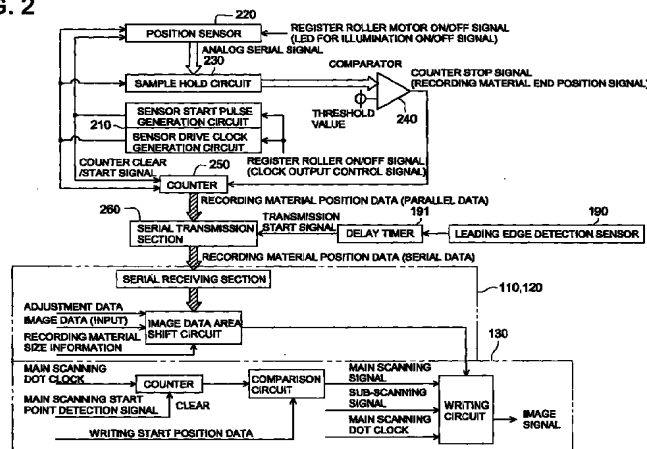 G. 2
220
POSITION SENSOR
REGISTER ROLLER MOTOR ON/OFF SIGNAL
(LED FOR ILLUMINATION ON/OFF SIGNAL)
ANALOG SERIAL SIGNAL
230
COMPARATOR
SAMPLE HOLD CIRCUIT
COUNTER STOP SIGNAL
(RECORDING MATERIAL END POSITION SIGNAL)
THRESHOLD
VALUE
240
SENSOR START PULSE
GENERATION CIRCUIT
210
SENSOR DRIVE CLOCK
GENERATION CIRCUIT
COUNTER CLEAR
/START SIGNAL
250
REGISTER ROLLER ON/OFF SIGNAL
(CLOCK OUTPUT CONTROL SIGNAL)
COUNTER
RECORDING MATERIAL POSITION DATA (PARALLEL DATA)
260
SERIAL TRANSMISSION
SECTION
TRANSMISSION
START SIGNAL
191
DELAY TIMER
190
LEADING EDGE DETECTION SENSOR
RECORDING MATERIAL POSITION DATA (SERIAL DATA)
SERIAL RECEIVING SECTION
110,120
ADJUSTMENT DATA
IMAGE DATA (INPUT)
RECORDING MATERIAL
SIZE INFORMATION
IMAGE DATA AREA
SHIFT CIRCUIT
130
MAIN SCANNING
DOT CLOCK
COUNTER
COMPARISON
CIRCUIT
MAIN SCANNING
SIGNAL
MAIN SCANNING START
POINT DETECTION SIGNAL
CLEAR
SUB-SCANNING
SIGNAL
WRITING
CIRCUIT
IMAGE
SIGNAL
WRITING START POSITION DATA
MAIN SCANNING
DOT CLOCK